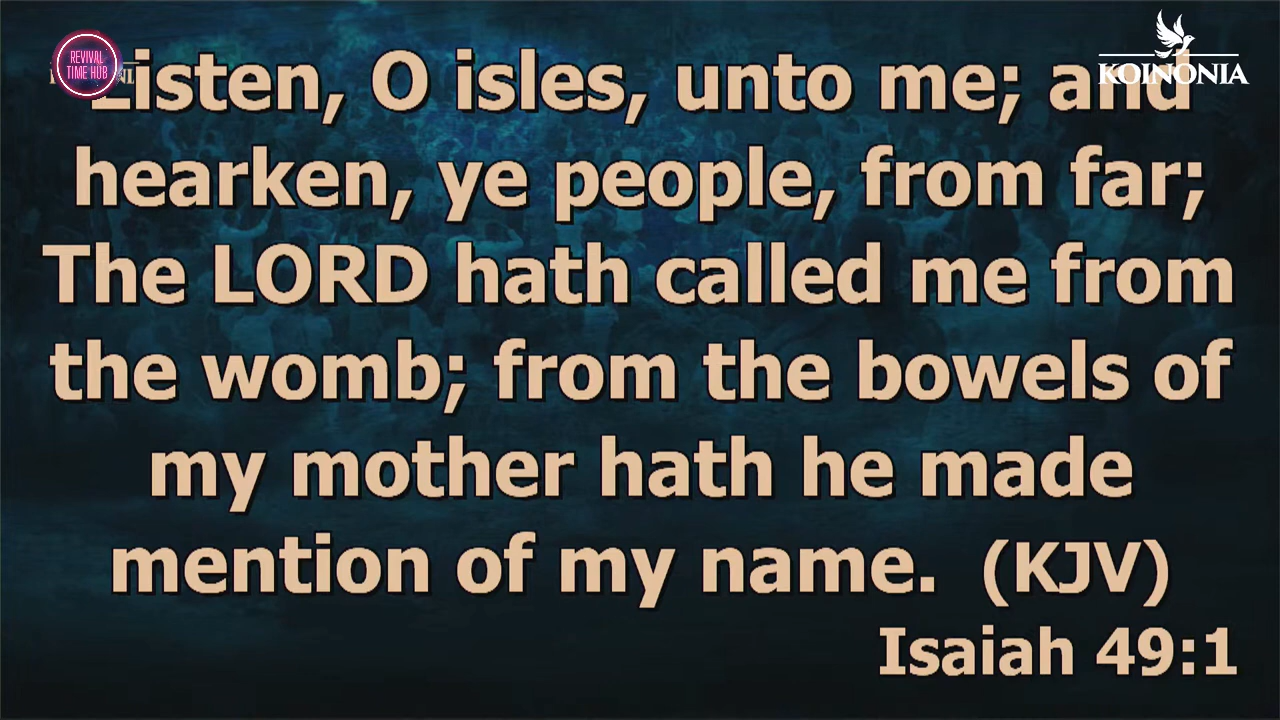 REVIVAL
TIME HUB
KOINONIA
Listen, O isles, unto me; and
hearken, ye people, from far;
The LORD hath called me from
the womb; from the bowels of
my mother hath he made
mention of my name. (KJV)
Isaiah 49:1